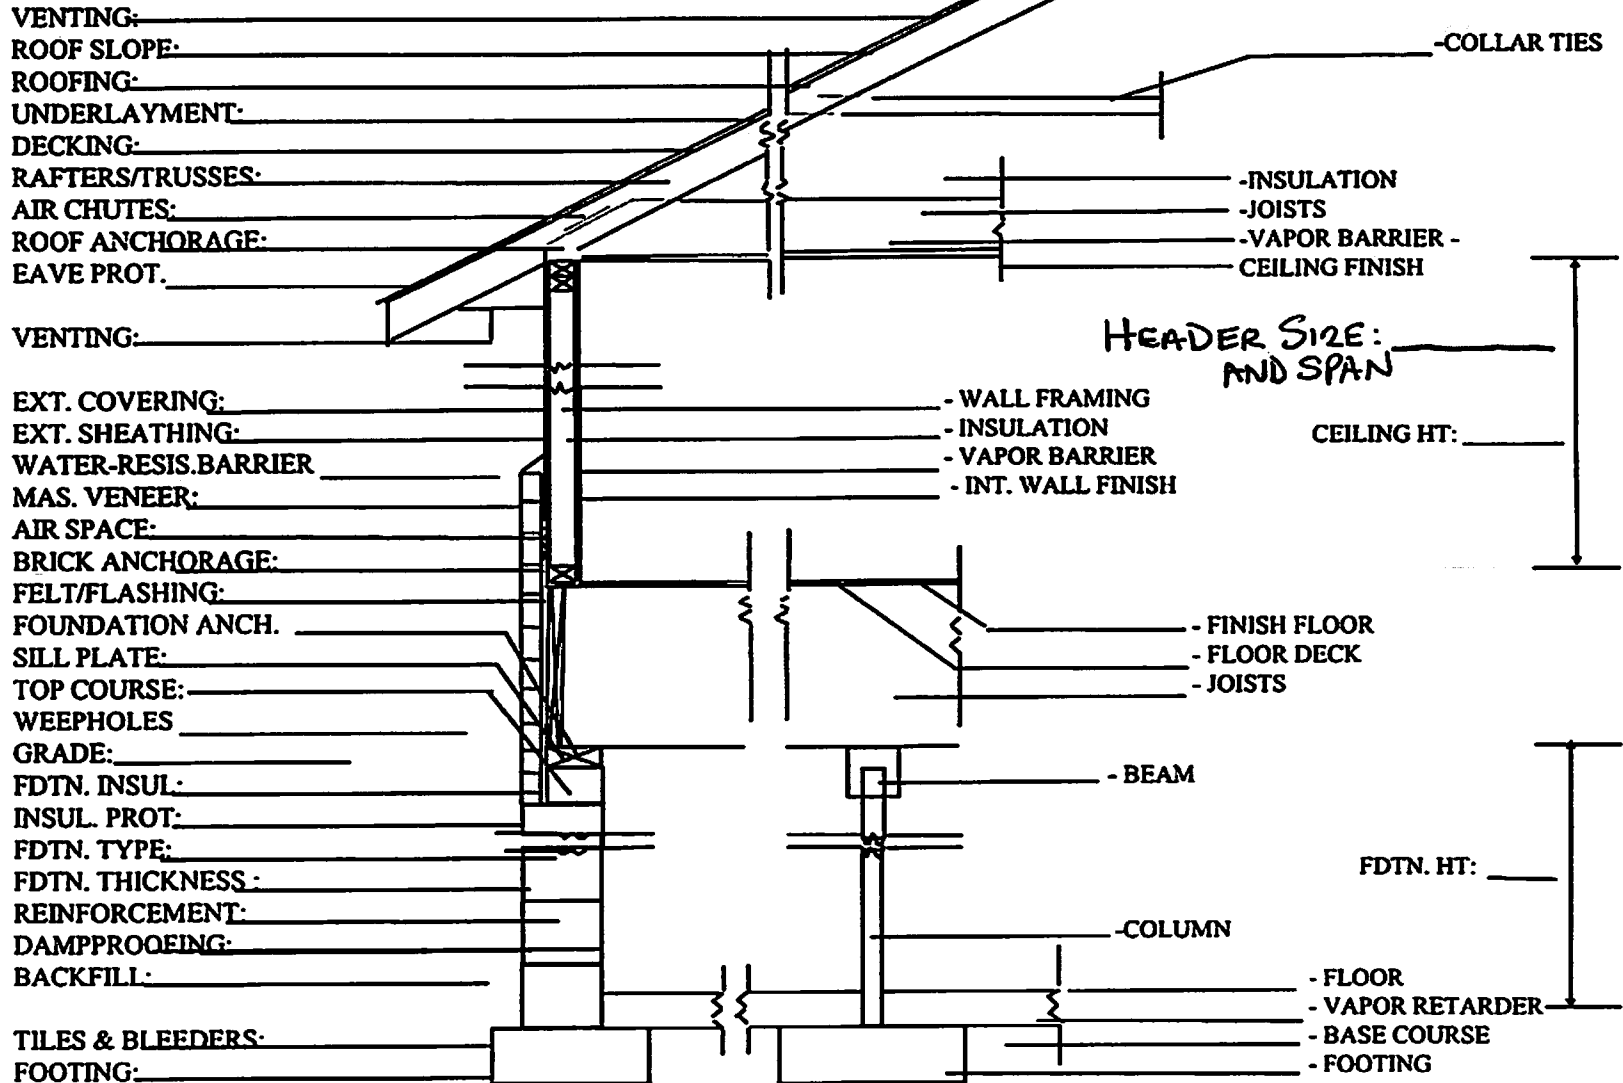 VENTING:
ROOF SLOPE:
ROOFING:
UNDERLAYMENT:
DECKING:
RAFTERS/TRUSSES:
AIR CHUTES:
ROOF ANCHORAGE:
EAVE PROT.
VENTING:
EXT. COVERING:
EXT. SHEATHING:
WATER-RESIS.BARRIER
MAS. VENEER:
AIR SPACE:
BRICK ANCHORAGE:
FELT/FLASHING:
FOUNDATION ANCH.
SILL PLATE:
TOP COURSE:
WEEPHOLES
GRADE:
FDTN. INSUL:
INSUL. PROT:
FDTN. TYPE:
FDTN. THICKNESS :
REINFORCEMENT:
DAMPPROOFING:
BACKFILL:
TILES & BLEEDERS:
FOOTING:
-COLLAR TIES
-INSULATION
-JOISTS
-VAPOR BARRIER -
CEILING FINISH
HEADER SIZE:
AND SPAN
- WALL FRAMING
- INSULATION
- VAPOR BARRIER
- INT. WALL FINISH
CEILING HT:
- FINISH FLOOR
- FLOOR DECK
- JOISTS
- BEAM
FDTN. HT:
-COLUMN
- FLOOR
- VAPOR RETARDER
- BASE COURSE
- FOOTING